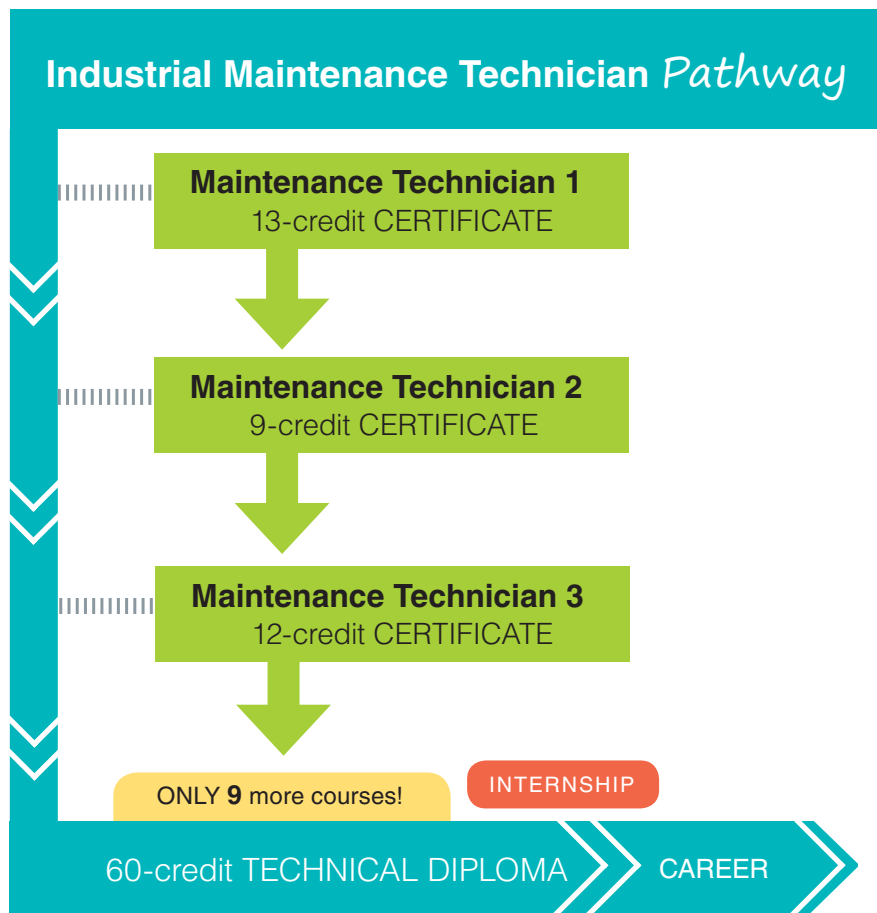 Industrial Maintenance Technician Pathway
Maintenance Technician 1
13-credit CERTIFICATE
Maintenance Technician 2
9-credit CERTIFICATE
Maintenance Technician 3
12-credit CERTIFICATE
ONLY 9 more courses!
INTERNSHIP
60-credit TECHNICAL DIPLOMA
CAREER